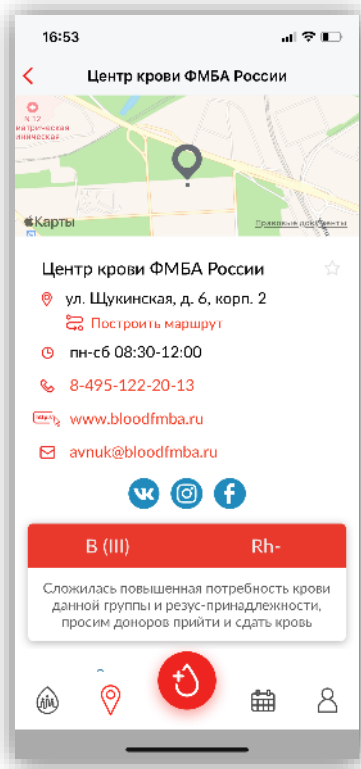 16:53
Центр крови ФМБА России
N 12
Карты
Правовые документы
Центр крови ФМБА России
ул. Щукинская, д. 6, корп. 2
Построить маршрут
пн-сб 08:30-12:00
8-495-122-20-13
www.bloodfmba.ru
avnuk@bloodfmba.ru
B (III) Rh-
Сложилась повышенная потребность крови
данной группы и резус-принадлежности,
просим доноров прийти и сдать кровь